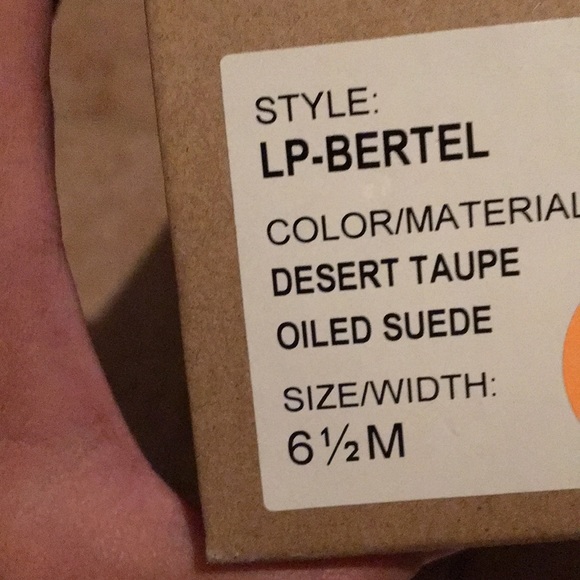 STYLE:
LP-BERTEL
COLOR/MATERIAL
DESERT TAUPE
OILED SUEDE
SIZE/WIDTH:
6½M